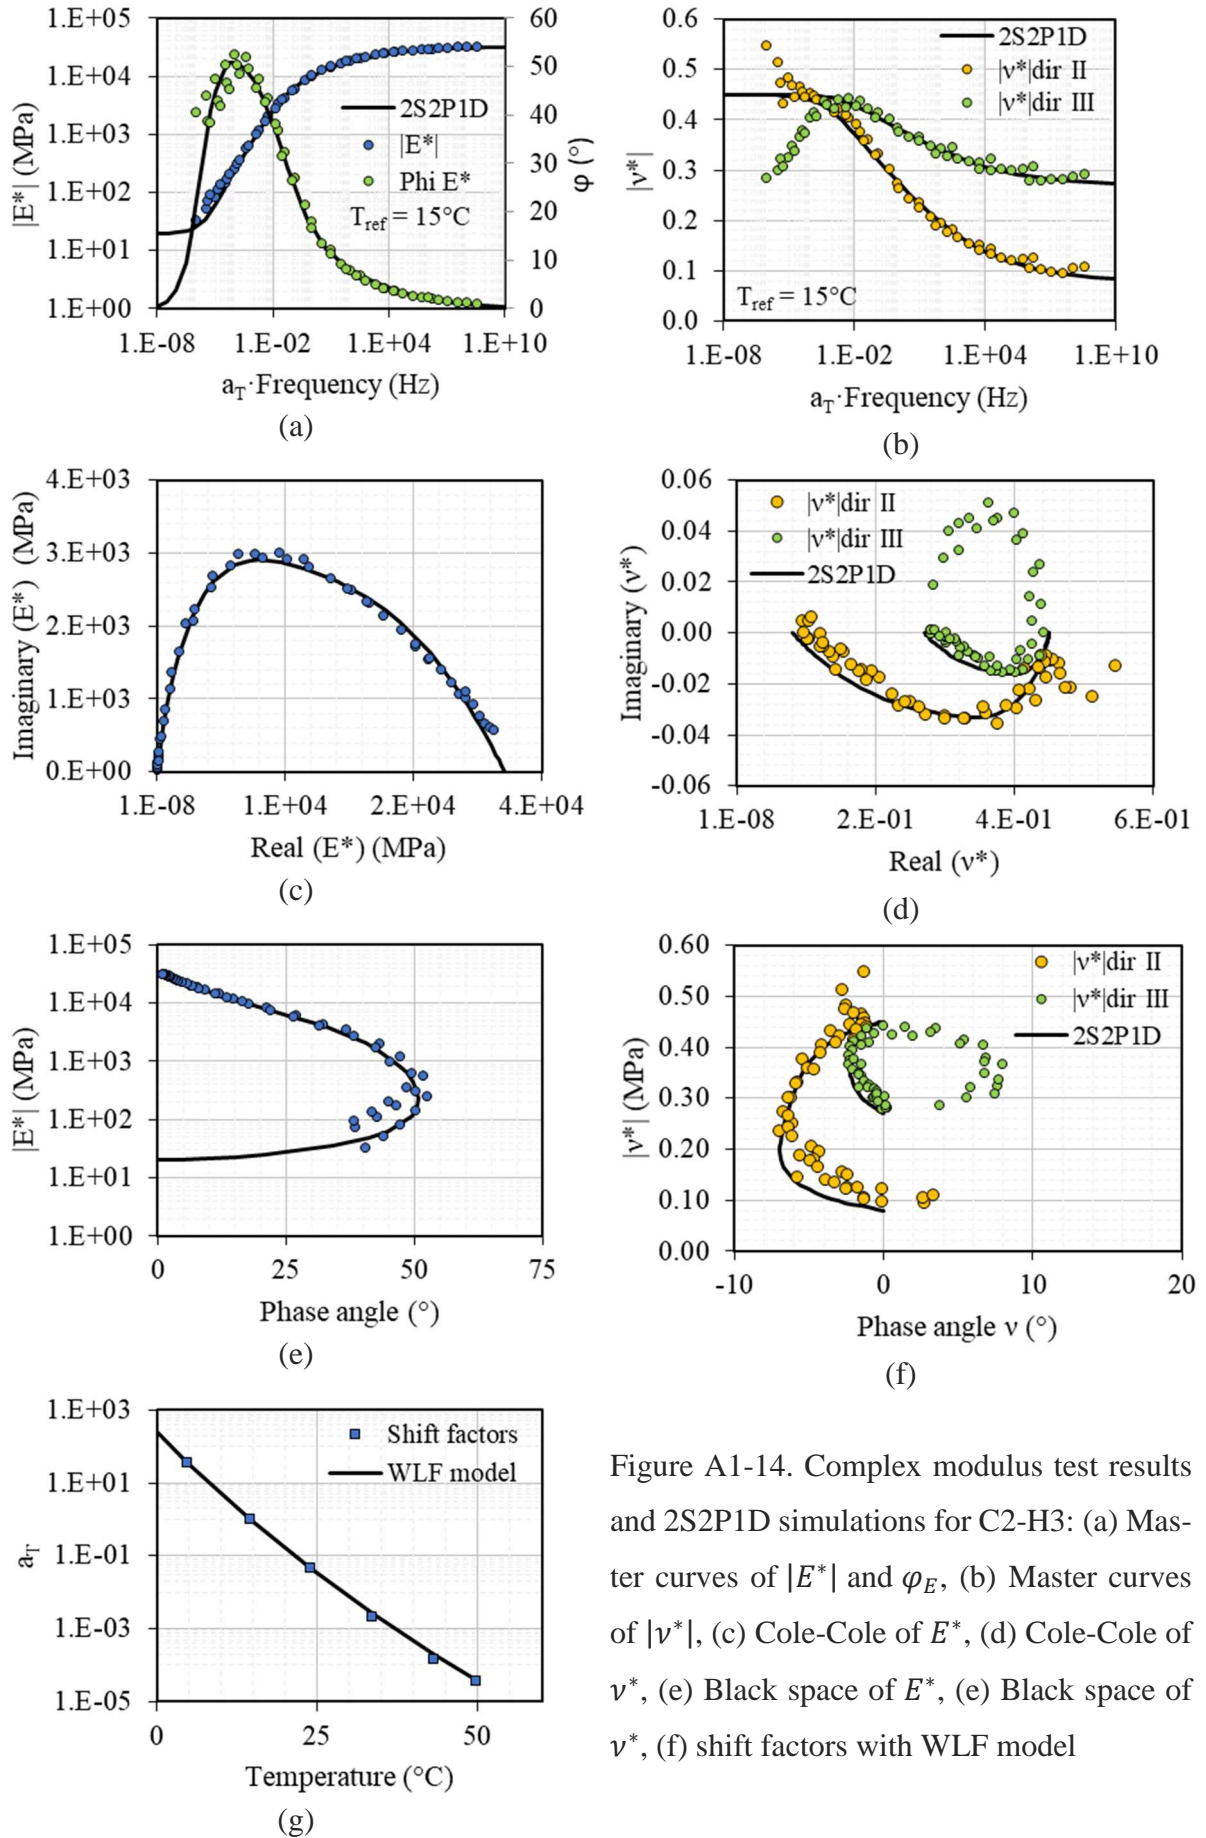 1.E+05
1.E+04
1.E+03
1.E+02
1.E+01
1.E+00
|E*| (MPa)
60
50
40
30
20
10
0
φ (°)
2S2P1D
|E*|
Phi E*
Tref = 15°C
1.E-08 1.E-02 1.E+04 1.E+10
aT·Frequency (Hz)
(a)
0.6
0.5
0.4
0.3
0.2
0.1
0.0
|ν*|
2S2P1D
|ν*|dir II
|ν*|dir III
Tref = 15°C
1.E-08 1.E-02 1.E+04 1.E+10
aT·Frequency (Hz)
(b)
4.E+03
3.E+03
2.E+03
1.E+03
0.E+00
Imaginary (E*) (MPa)
1.E-08 1.E+04 2.E+04 4.E+04
Real (E*) (MPa)
(c)
0.06
0.04
0.02
0.00
-0.02
-0.04
-0.06
Imaginary (ν*)
|ν*|dir II
|ν*|dir III
2S2P1D
1.E-08 2.E-01 4.E-01 6.E-01
Real (ν*)
(d)
1.E+05
1.E+04
1.E+03
1.E+02
1.E+01
1.E+00
|E*| (MPa)
0 25 50 75
Phase angle (°)
(e)
0.60
0.50
0.40
0.30
0.20
0.10
0.00
|ν*| (MPa)
|ν*|dir II
|ν*|dir III
2S2P1D
-10 0 10 20
Phase angle ν (°)
(f)
1.E+03
1.E+01
1.E-01
1.E-03
1.E-05
aT
Shift factors
WLF model
0 25 50
Temperature (°C)
(g)
Figure A1-14. Complex modulus test results
and 2S2P1D simulations for C2-H3: (a) Mas-
ter curves of |E*| and φE, (b) Master curves
of |ν*|, (c) Cole-Cole of E*, (d) Cole-Cole of
ν*, (e) Black space of E*, (e) Black space of
ν*, (f) shift factors with WLF model